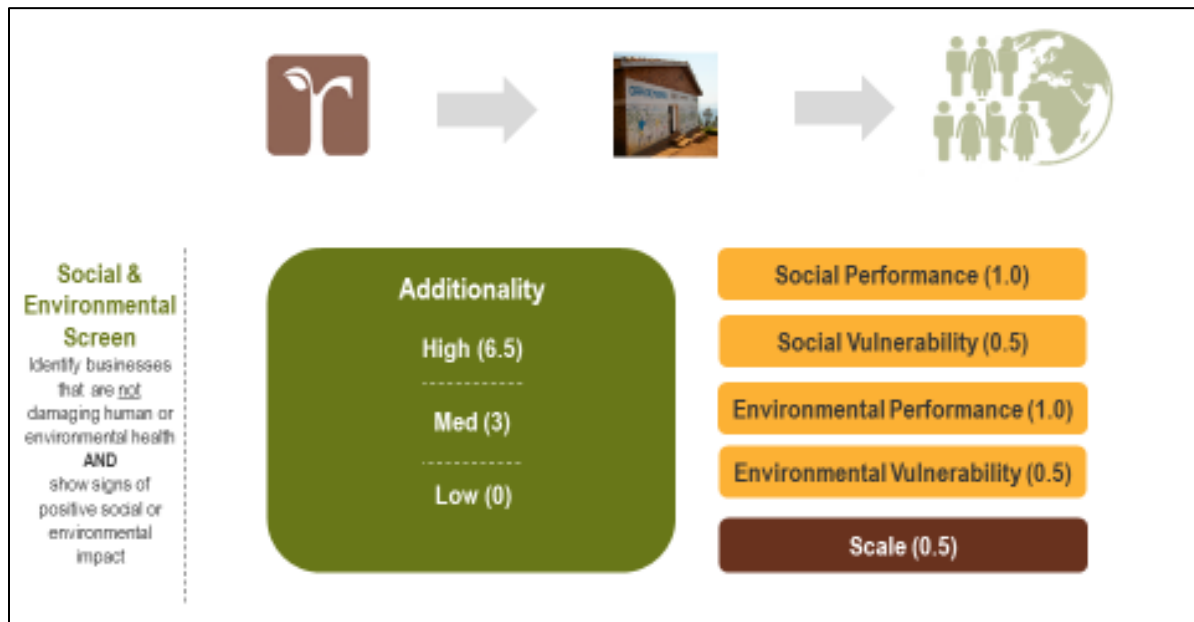 Social &
Environmental
Screen
Identify businesses
that are not
damaging human or
environmental health
AND
show signs of
positive social or
environmental
impact
Additionality
High (6.5)
Med (3)
Low (0)
Social Performance (1.0)
Social Vulnerability (0.5)
Environmental Performance (1.0)
Environmental Vulnerability (0.5)
Scale (0.5)